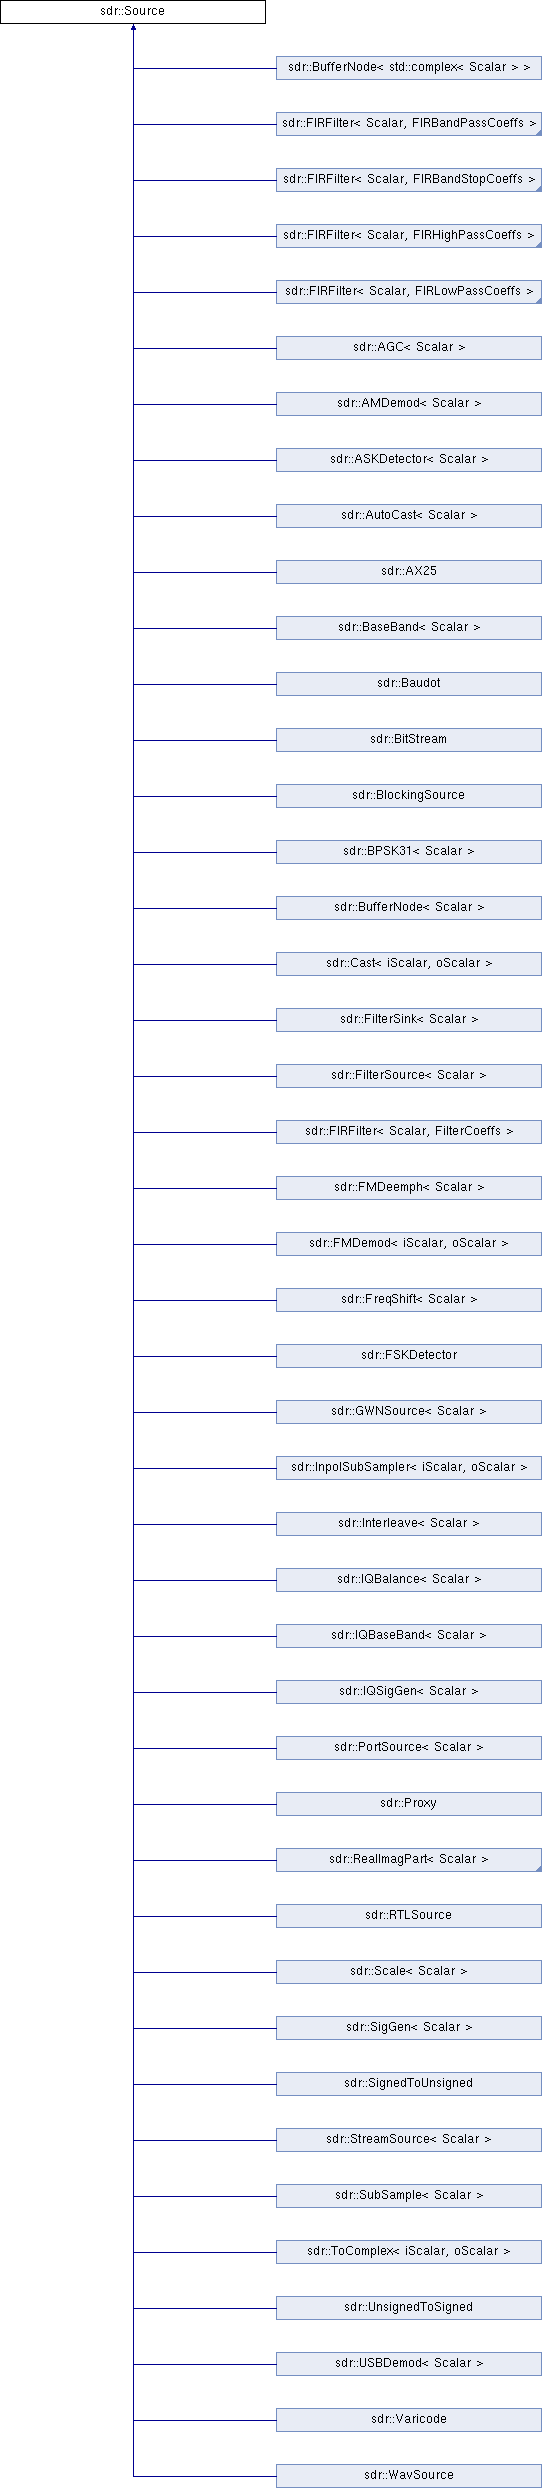 sdr::Source
sdr::BufferNode< std::complex< Scalar > >
sdr::FIRFilter< Scalar, FIRBandPassCoeffs >
sdr::FIRFilter< Scalar, FIRBandStopCoeffs >
sdr::FIRFilter< Scalar, FIRHighPassCoeffs >
sdr::FIRFilter< Scalar, FIRLowPassCoeffs >
sdr::AGC< Scalar >
sdr::AMDemod< Scalar >
sdr::ASKDetector< Scalar >
sdr::AutoCast< Scalar >
sdr::AX25
sdr::BaseBand< Scalar >
sdr::Baudot
sdr::BitStream
sdr::BlockingSource
sdr::BPSK31< Scalar >
sdr::BufferNode< Scalar >
sdr::Cast< iScalar, oScalar >
sdr::FilterSink< Scalar >
sdr::FilterSource< Scalar >
sdr::FIRFilter< Scalar, FilterCoeffs >
sdr::FMDeemph< Scalar >
sdr::FMDemod< iScalar, oScalar >
sdr::FreqShift< Scalar >
sdr::FSKDetector
sdr::GWNSource< Scalar >
sdr::InpolSubSampler< iScalar, oScalar >
sdr::Interleave< Scalar >
sdr::IQBalance< Scalar >
sdr::IQBaseBand< Scalar >
sdr::IQSigGen< Scalar >
sdr::PortSource< Scalar >
sdr::Proxy
sdr::RealImagPart< Scalar >
sdr::RTLSource
sdr::Scale< Scalar >
sdr::SigGen< Scalar >
sdr::SignedToUnsigned
sdr::StreamSource< Scalar >
sdr::SubSample< Scalar >
sdr::ToComplex< iScalar, oScalar >
sdr::UnsignedToSigned
sdr::USBDemod< Scalar >
sdr::Varicode
sdr::WavSource